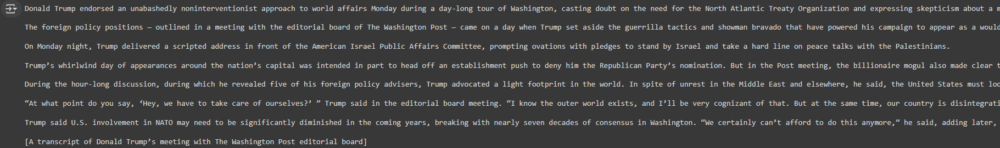 Donald Trump endorsed an unabashedly noninterventionist approach to world affairs Monday during a day-long tour of Washington, casting doubt on the need for the North Atlantic Treaty Organization and expressing skepticism about a
The foreign policy positions — outlined in a meeting with the editorial board of The Washington Post — came on a day when Trump set aside the guerrilla tactics and showman bravado that have powered his campaign to appear as a would
On Monday night, Trump delivered a scripted address in front of the American Israel Public Affairs Committee, prompting ovations with pledges to stand by Israel and take a hard line on peace talks with the Palestinians.
Trump’s whirlwind day of appearances around the nation’s capital was intended in part to head off an establishment push to deny him the Republican Party’s nomination. But in the Post meeting, the billionaire mogul also made clear t
During the hour-long discussion, during which he revealed five of his foreign policy advisers, Trump advocated a light footprint in the world. In spite of unrest in the Middle East and elsewhere, he said, the United States must loo
“At what point do you say, ‘Hey, we have to take care of ourselves?’ ” Trump said in the editorial board meeting. “I know the outer world exists, and I’ll be very cognizant of that. But at the same time, our country is disintegrati
Trump said U.S. involvement in NATO may need to be significantly diminished in the coming years, breaking with nearly seven decades of consensus in Washington. “We certainly can’t afford to do this anymore,” he said, adding later,
[A transcript of Donald Trump’s meeting with The Washington Post editorial board]